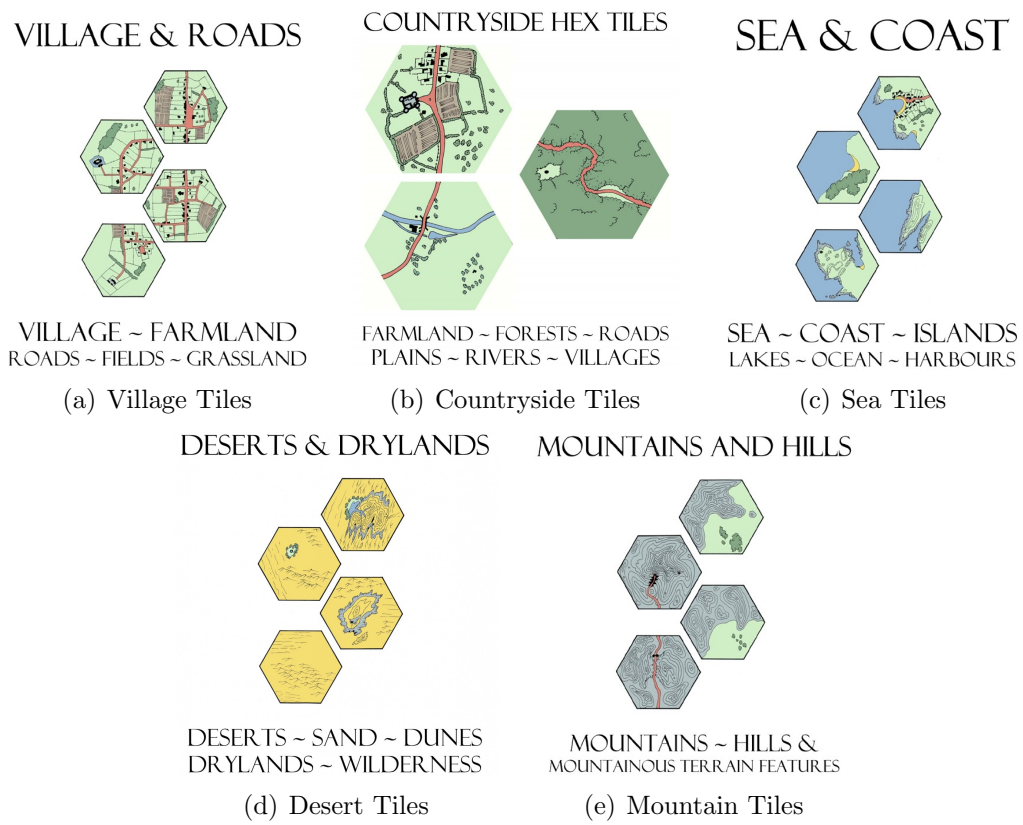 VILLAGE & ROADS
VILLAGE ~ FARMLAND
ROADS ~ FIELDS ~ GRASSLAND
(a) Village Tiles
COUNTRYSIDE HEX TILES
FARMLAND ~ FORESTS ~ ROADS
PLAINS ~ RIVERS ~ VILLAGES
(b) Countryside Tiles
SEA & COAST
SEA ~ COAST ~ ISLANDS
LAKES ~ OCEAN ~ HARBOURS
(c) Sea Tiles
DESERTS & DRYLANDS
DESERTS ~ SAND ~ DUNES
DRYLANDS ~ WILDERNESS
(d) Desert Tiles
MOUNTAINS AND HILLS
MOUNTAINS ~ HILLS &
MOUNTAINOUS TERRAIN FEATURES
(e) Mountain Tiles